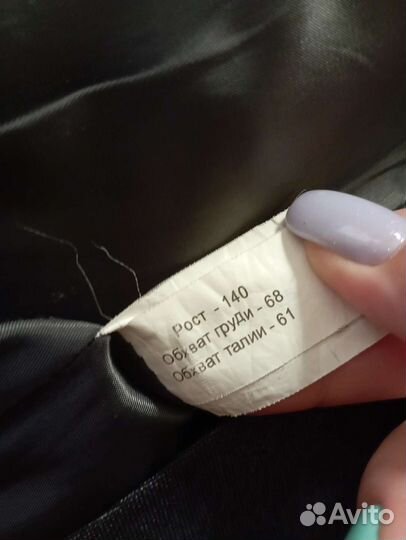 Рост - 140
Обхват груди - 68
Обхват талии - 61
Avito